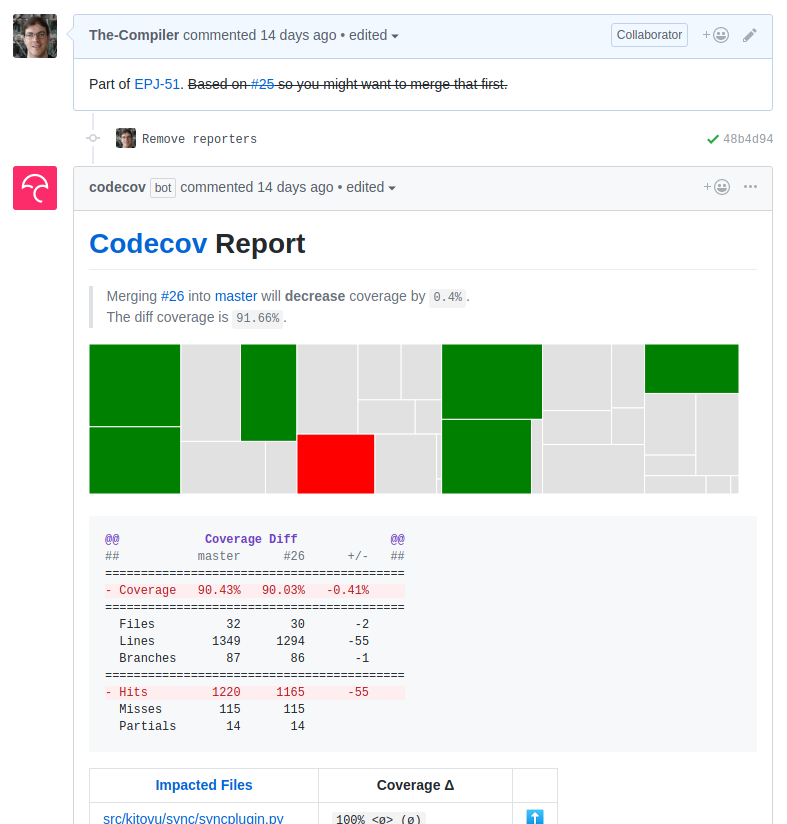 The-Compiler commented 14 days ago • edited
Collaborator
Part of EPJ-51. Based on #25 so you might want to merge that first.
Remove reporters 48b4d94
codecov bot commented 14 days ago • edited
Codecov Report
Merging #26 into master will decrease coverage by 0.4%.
The diff coverage is 91.66%.
@@ Coverage Diff @@
## master #26 +/- ##
==========================================
- Coverage 90.43% 90.03% -0.41%
==========================================
Files 32 30 -2
Lines 1349 1294 -55
Branches 87 86 -1
==========================================
- Hits 1220 1165 -55
Misses 115 115
Partials 14 14
Impacted Files Coverage Δ
src/kitovu/sync/syncplugin.py 100% <ø> (ø)